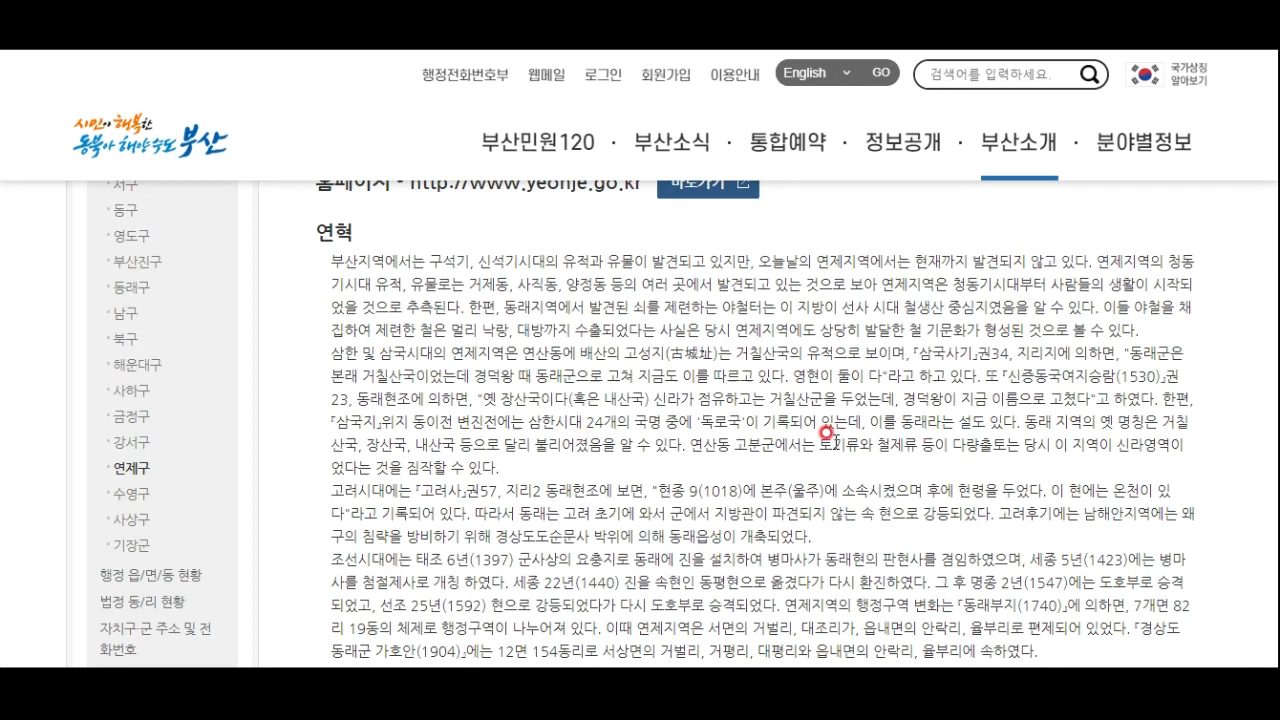 행정전화번호부 웹메일 로그인 회원가입 이용안내 English GO 검색어를 입력하세요. 국가상징
알아보기
시민이 행복한
동북아 해양수도 부산
부산민원120 · 부산소식 · 통합예약 · 정보공개 · 부산소개 · 분야별정보
서구
동구
영도구
부산진구
동래구
남구
북구
해운대구
사하구
금정구
강서구
연제구
수영구
사상구
기장군
행정 읍/면/동 현황
법정 동/리 현황
자치구·군 주소 및 전
화번호
홈페이지 - http://www.yeonje.go.kr 바로가기
연혁
부산지역에서는 구석기, 신석기시대의 유적과 유물이 발견되고 있지만, 오늘날의 연제지역에서는 현재까지 발견되지 않고 있다. 연제지역의 청동
기시대 유적, 유물로는 거제동, 사직동, 양정동 등의 여러 곳에서 발견되고 있는 것으로 보아 연제지역은 청동기시대부터 사람들의 생활이 시작되
었을 것으로 추측된다. 한편, 동래지역에서 발견된 쇠를 제련하는 야철터는 이 지방이 선사 시대 철생산 중심지였음을 알 수 있다. 이들 야철을 채
집하여 제련한 철은 멀리 낙랑, 대방까지 수출되었다는 사실은 당시 연제지역에도 상당히 발달한 철 기문화가 형성된 것으로 볼 수 있다.
삼한 및 삼국시대의 연제지역은 연산동에 배산의 고성지(古城址)는 거칠산국의 유적으로 보이며, 『삼국사기』권34, 지리지에 의하면, "동래군은
본래 거칠산국이었는데 경덕왕 때 동래군으로 고쳐 지금도 이를 따르고 있다. 영현이 둘이 다"라고 하고 있다. 또 『신증동국여지승람(1530)』권
23, 동래현조에 의하면, "옛 장산국이다(혹은 내산국) 신라가 점유하고는 거칠산군을 두었는데, 경덕왕이 지금 이름으로 고쳤다"고 하였다. 한편,
『삼국지』위지 동이전 변진전에는 삼한시대 24개의 국명 중에 '독로국'이 기록되어 있는데, 이를 동래라는 설도 있다. 동래 지역의 옛 명칭은 거칠
산국, 장산국, 내산국 등으로 달리 불리어졌음을 알 수 있다. 연산동 고분군에서는 토기류와 철제류 등이 다량출토는 당시 이 지역이 신라영역이
었다는 것을 짐작할 수 있다.
고려시대에는 『고려사』권57, 지리2 동래현조에 보면, "현종 9(1018)에 본주(울주)에 소속시켰으며 후에 현령을 두었다. 이 현에는 온천이 있
다"라고 기록되어 있다. 따라서 동래는 고려 초기에 와서 군에서 지방관이 파견되지 않는 속 현으로 강등되었다. 고려후기에는 남해안지역에는 왜
구의 침략을 방비하기 위해 경상도도순문사 박위에 의해 동래읍성이 개축되었다.
조선시대에는 태조 6년(1397) 군사상의 요충지로 동래에 진을 설치하여 병마사가 동래현의 판현사를 겸임하였으며, 세종 5년(1423)에는 병마
사를 첨절제사로 개칭 하였다. 세종 22년(1440) 진을 속현인 동평현으로 옮겼다가 다시 환진하였다. 그 후 명종 2년(1547)에는 도호부로 승격
되었고, 선조 25년(1592) 현으로 강등되었다가 다시 도호부로 승격되었다. 연제지역의 행정구역 변화는 『동래부지(1740)』에 의하면, 7개면 82
리 19동의 체제로 행정구역이 나누어져 있다. 이때 연제지역은 서면의 거벌리, 대조리가, 읍내면의 안락리, 율부리로 편제되어 있었다. 『경상도
동래군 가호안(1904)』에는 12면 154동리로 서상면의 거벌리, 거평리, 대평리와 읍내면의 안락리, 율부리에 속하였다.